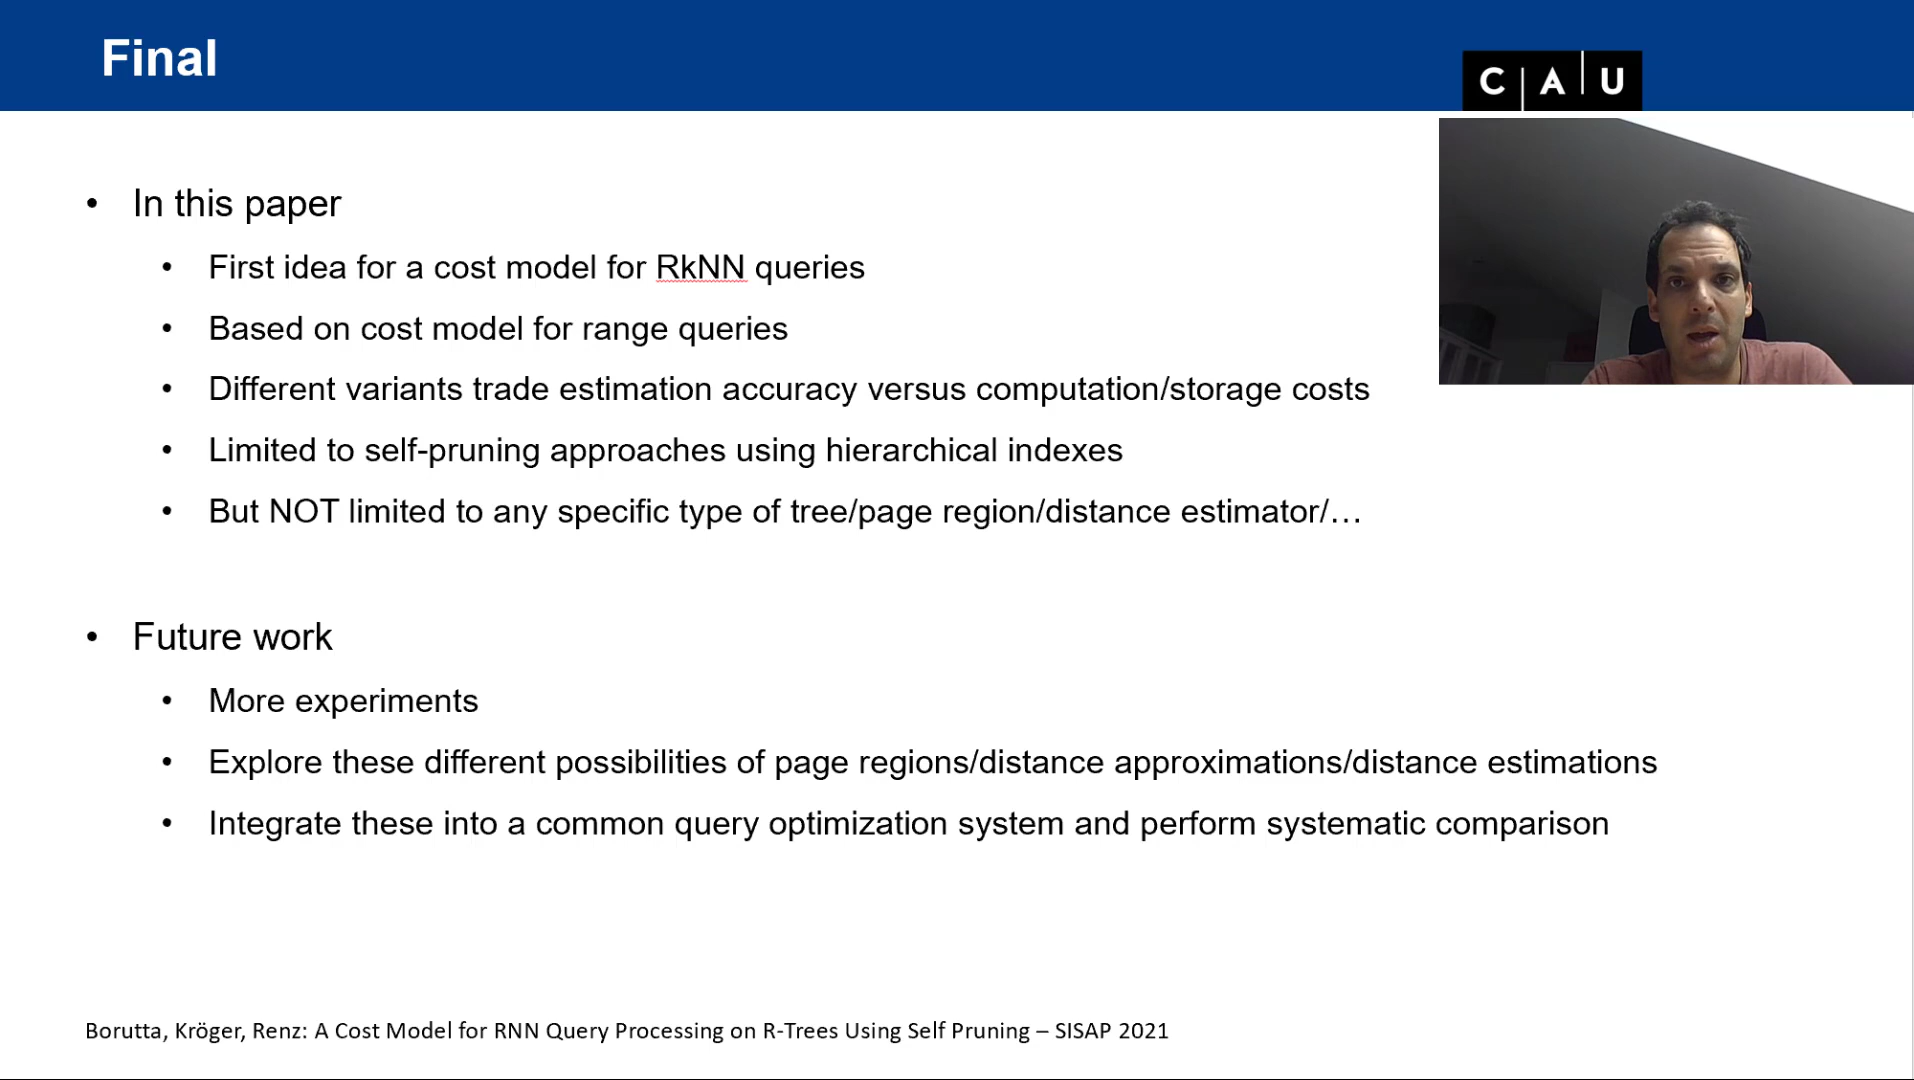 Final
C A U
• In this paper
• First idea for a cost model for RkNN queries
• Based on cost model for range queries
• Different variants trade estimation accuracy versus computation/storage costs
• Limited to self-pruning approaches using hierarchical indexes
• But NOT limited to any specific type of tree/page region/distance estimator/…
• Future work
• More experiments
• Explore these different possibilities of page regions/distance approximations/distance estimations
• Integrate these into a common query optimization system and perform systematic comparison
Borutta, Kröger, Renz: A Cost Model for RNN Query Processing on R-Trees Using Self Pruning – SISAP 2021